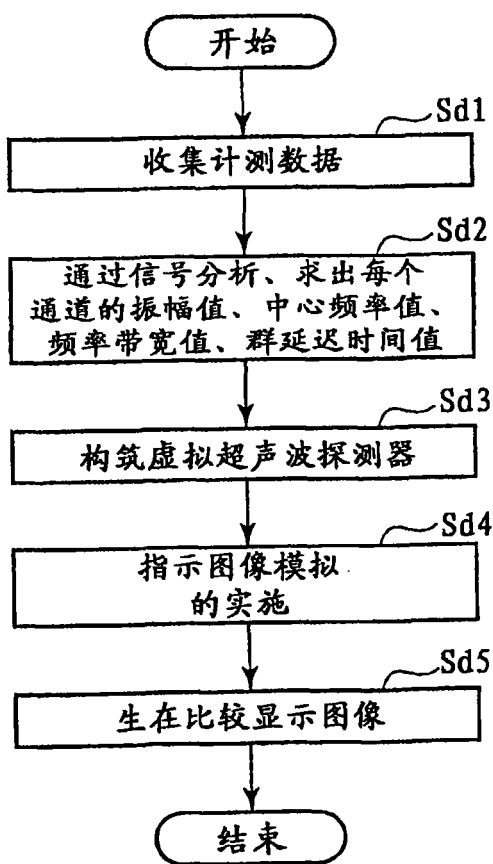 开始
Sd1
收集计测数据
Sd2
通过信号分析、求出每个
通道的振幅值、中心频率值、
频率带宽值、群延迟时间值
Sd3
构筑虚拟超声波探测器
Sd4
指示图像模拟
的实施
Sd5
生在比较显示图像
结束